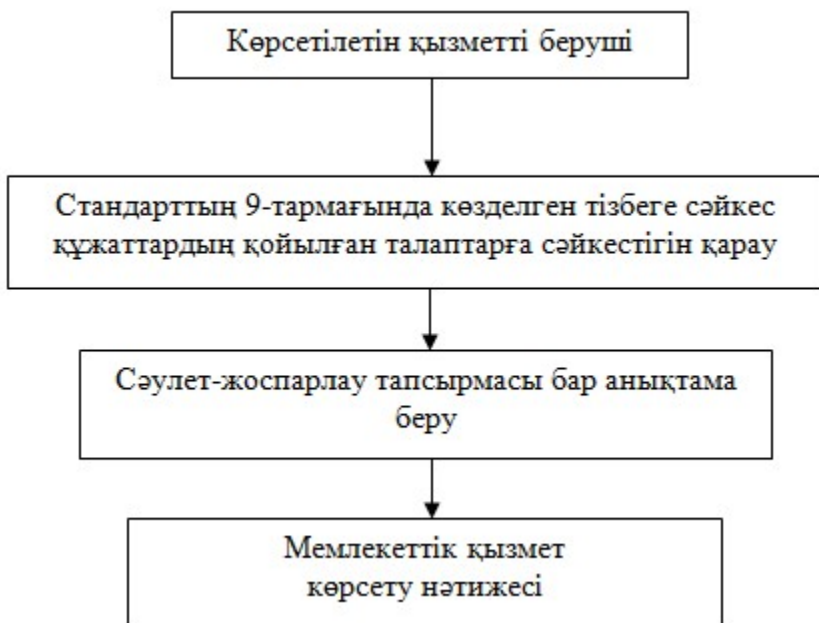 Көрсетілетін қызметті беруші
Стандарттың 9-тармағында көзделген тізбеге сәйкес
құжаттардың қойылған талаптарға сәйкестігін қарау
Сәулет-жоспарлау тапсырмасы бар анықтама
беру
Мемлекеттік қызмет
көрсету нәтижесі